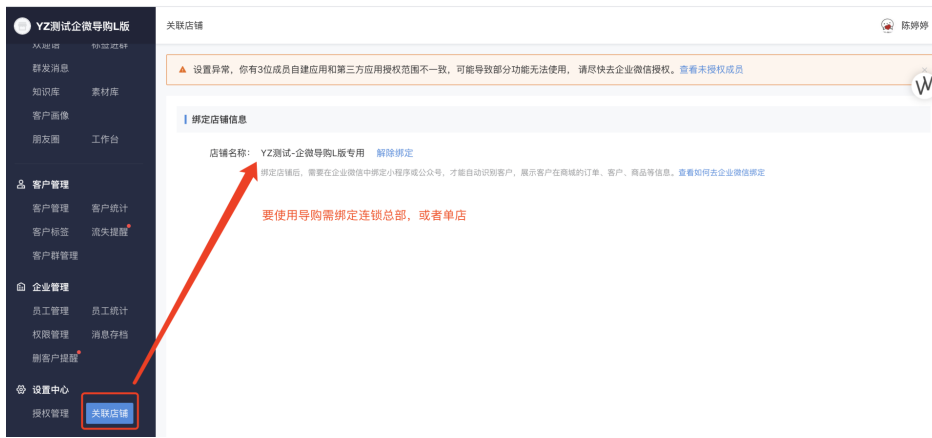 YZ测试企微导购L版
关联店铺
陈婷婷
欢迎语 标签进群
群发消息
知识库 素材库
客户画像
朋友圈 工作台
客户管理
客户管理 客户统计
客户标签 流失提醒
客户群管理
企业管理
员工管理 员工统计
权限管理 消息存档
删客户提醒
设置中心
授权管理 关联店铺
设置异常，你有3位成员自建应用和第三方应用授权范围不一致，可能导致部分功能无法使用， 请尽快去企业微信授权。查看未授权成员
绑定店铺信息
店铺名称： YZ测试-企微导购L版专用 解除绑定
绑定店铺后，需要在企业微信中绑定小程序或公众号，才能自动识别客户，展示客户在商城的订单、客户、商品等信息。查看如何去企业微信绑定
要使用导购需绑定连锁总部，或者单店